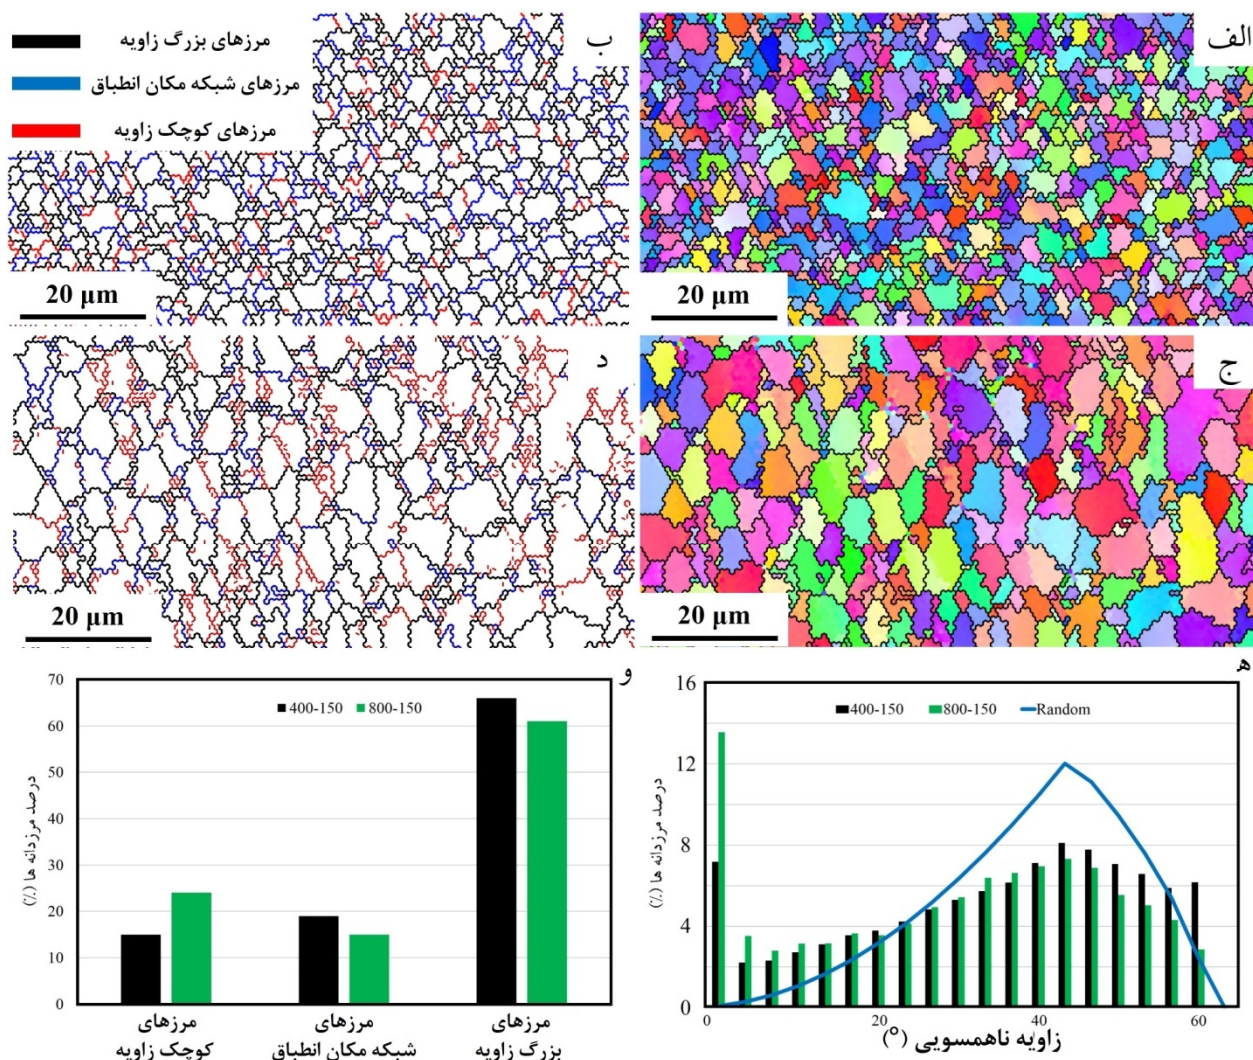 الف
ب
مرزهای بزرگ زاویه
مرزهای شبکه مکان انطباق
مرزهای کوچک زاویه
20 μm
20 μm
ج
د
20 μm
20 μm
ه
16
12
8
4
0
400-150
800-150
Random
درصد مرزدانه ها (٪)
0
20
40
60
زاویه ناهمسویی (°)
و
70
60
50
40
30
20
10
0
400-150
800-150
درصد مرزدانه ها (٪)
مرزهای
کوچک زاویه
مرزهای
شبکه مکان انطباق
مرزهای
بزرگ زاویه